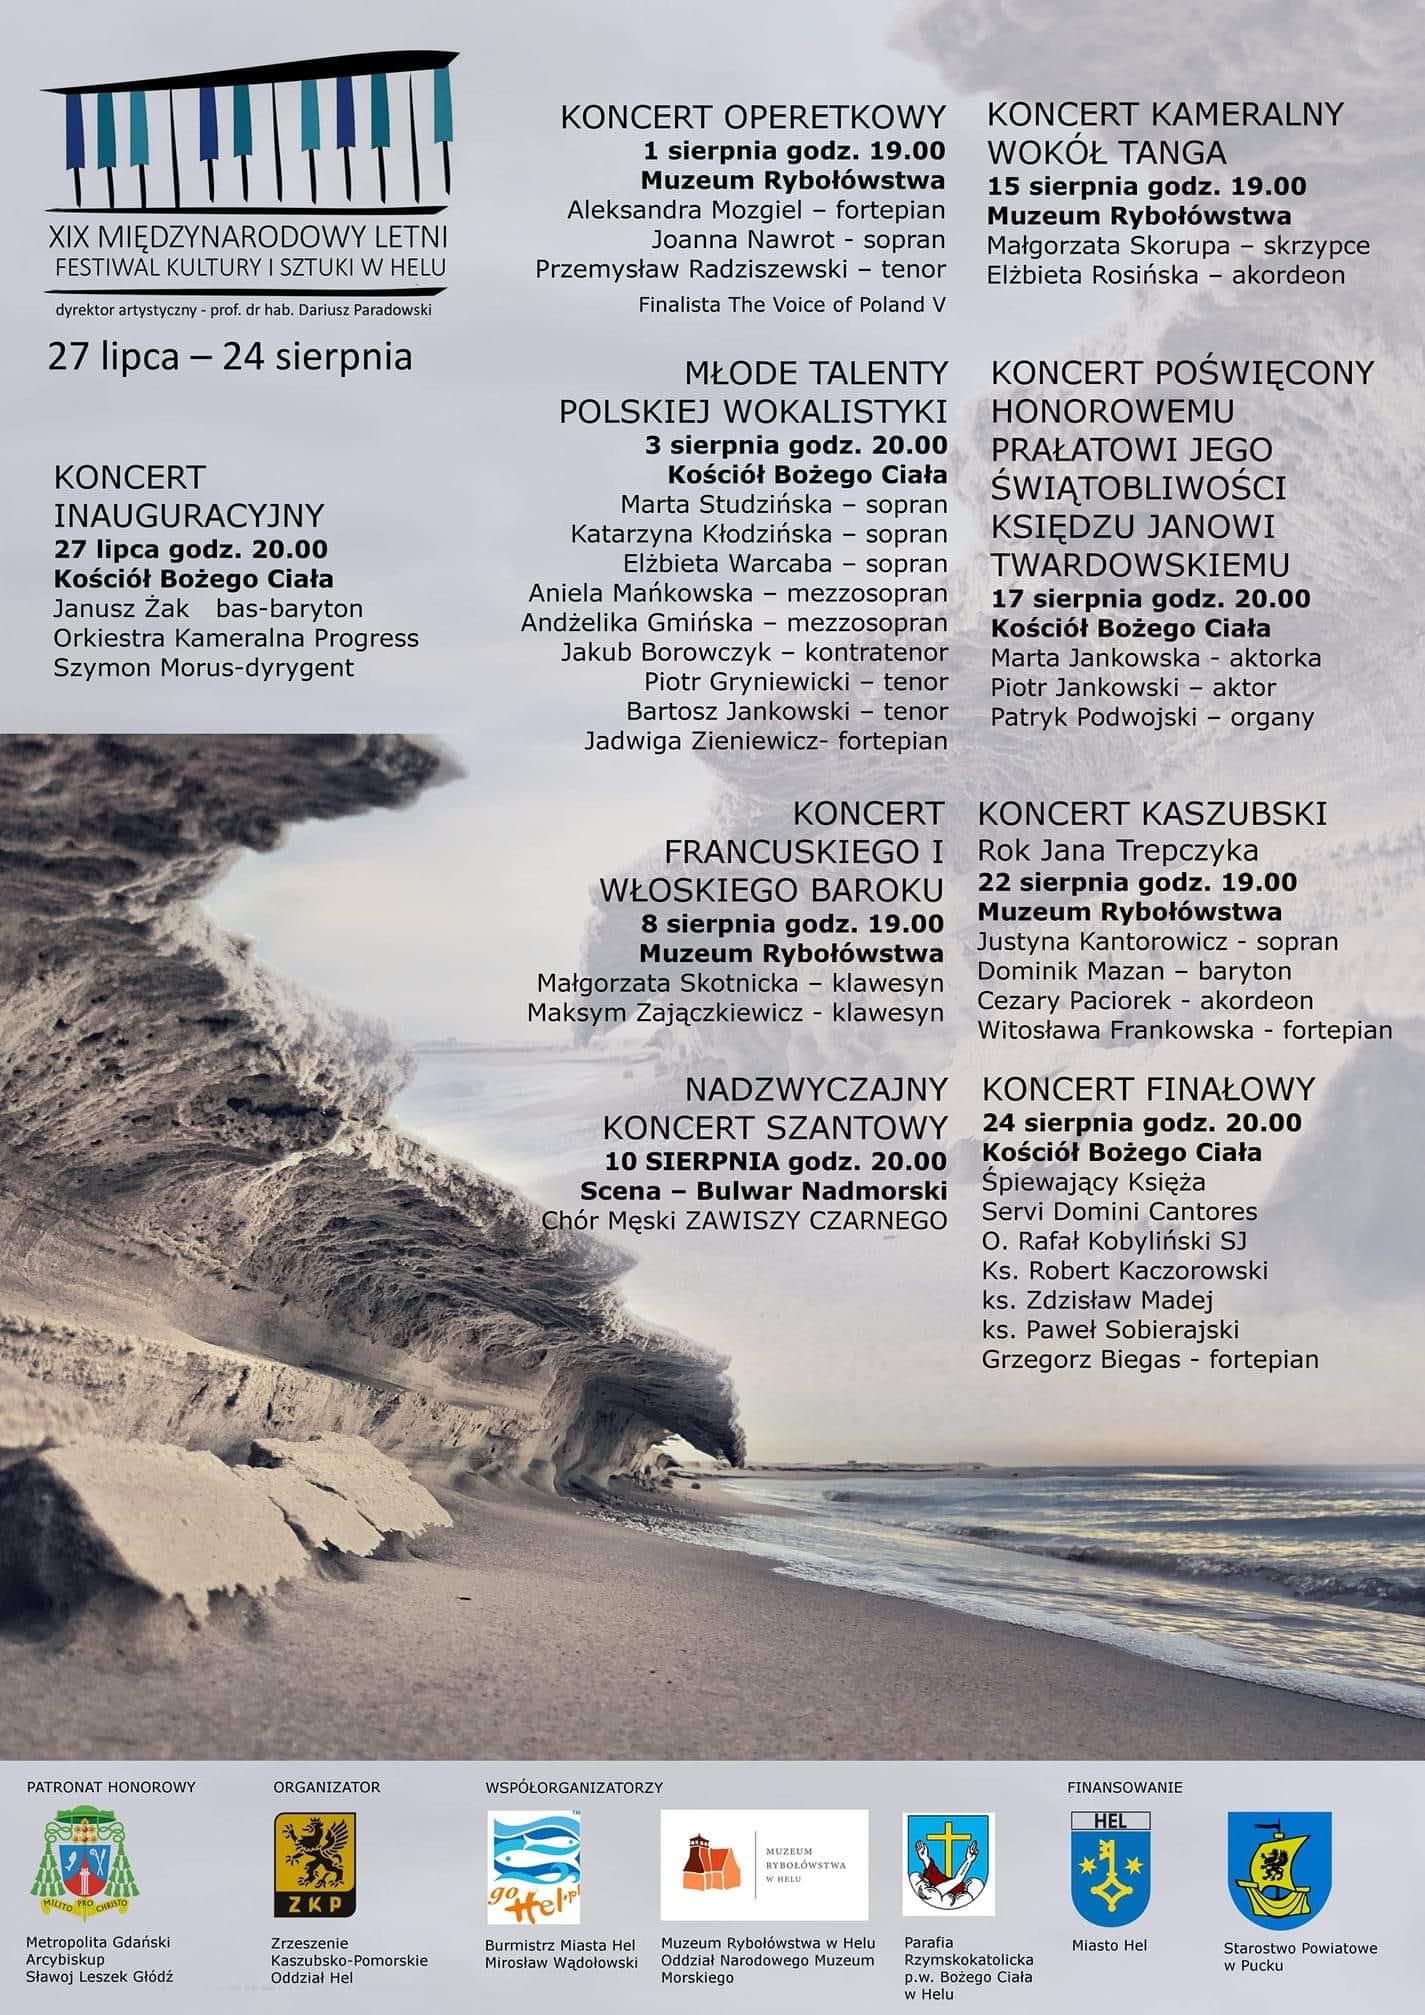 XIX MIĘDZYNARODOWY LETNI
FESTIWAL KULTURY I SZTUKI W HELU
dyrektor artystyczny - prof. dr hab. Dariusz Paradowski
27 lipca – 24 sierpnia
KONCERT
INAUGURACYJNY
27 lipca godz. 20.00
Kościół Bożego Ciała
Janusz Żak bas-baryton
Orkiestra Kameralna Progress
Szymon Morus-dyrygent
KONCERT OPERETKOWY
1 sierpnia godz. 19.00
Muzeum Rybołówstwa
Aleksandra Mozgiel – fortepian
Joanna Nawrot - sopran
Przemysław Radziszewski – tenor
Finalista The Voice of Poland V
MŁODE TALENTY
POLSKIEJ WOKALISTYKI
3 sierpnia godz. 20.00
Kościół Bożego Ciała
Marta Studzińska – sopran
Katarzyna Kłodzińska – sopran
Elżbieta Warcaba – sopran
Aniela Mańkowska – mezzosopran
Andżelika Gmińska – mezzosopran
Jakub Borowczyk – kontratenor
Piotr Gryniewicki – tenor
Bartosz Jankowski – tenor
Jadwiga Zieniewicz- fortepian
KONCERT
FRANCUSKIEGO I
WŁOSKIEGO BAROKU
8 sierpnia godz. 19.00
Muzeum Rybołówstwa
Małgorzata Skotnicka – klawesyn
Maksym Zajączkiewicz - klawesyn
NADZWYCZAJNY
KONCERT SZANTOWY
10 SIERPNIA godz. 20.00
Scena – Bulwar Nadmorski
Chór Męski ZAWISZY CZARNEGO
KONCERT KAMERALNY
WOKÓŁ TANGA
15 sierpnia godz. 19.00
Muzeum Rybołówstwa
Małgorzata Skorupa – skrzypce
Elżbieta Rosińska – akordeon
KONCERT POŚWIĘCONY
HONOROWEMU
PRAŁATOWI JEGO
ŚWIĄTOBLIWOŚCI
KSIĘDZU JANOWI
TWARDOWSKIEMU
17 sierpnia godz. 20.00
Kościół Bożego Ciała
Marta Jankowska - aktorka
Piotr Jankowski – aktor
Patryk Podwojski – organy
KONCERT KASZUBSKI
Rok Jana Trepczyka
22 sierpnia godz. 19.00
Muzeum Rybołówstwa
Justyna Kantorowicz - sopran
Dominik Mazan – baryton
Cezary Paciorek - akordeon
Witosława Frankowska - fortepian
KONCERT FINAŁOWY
24 sierpnia godz. 20.00
Kościół Bożego Ciała
Śpiewający Księża
Servi Domini Cantores
O. Rafał Kobyliński SJ
Ks. Robert Kaczorowski
ks. Zdzisław Madej
ks. Paweł Sobierajski
Grzegorz Biegas - fortepian
PATRONAT HONOROWY
MILITO PRO CHRISTO
Metropolita Gdański
Arcybiskup
Sławoj Leszek Głódź
ORGANIZATOR
ZKP
Zrzeszenie
Kaszubsko-Pomorskie
Oddział Hel
WSPÓŁORGANIZATORZY
TM
go
Hel.pl
Burmistrz Miasta Hel
Mirosław Wądołowski
MUZEUM
RYBOŁÓWSTWA
W HELU
Muzeum Rybołówstwa w Helu
Oddział Narodowego Muzeum
Morskiego
Parafia
Rzymskokatolicka
p.w. Bożego Ciała
w Helu
FINANSOWANIE
HEL
Miasto Hel
Starostwo Powiatowe
w Pucku